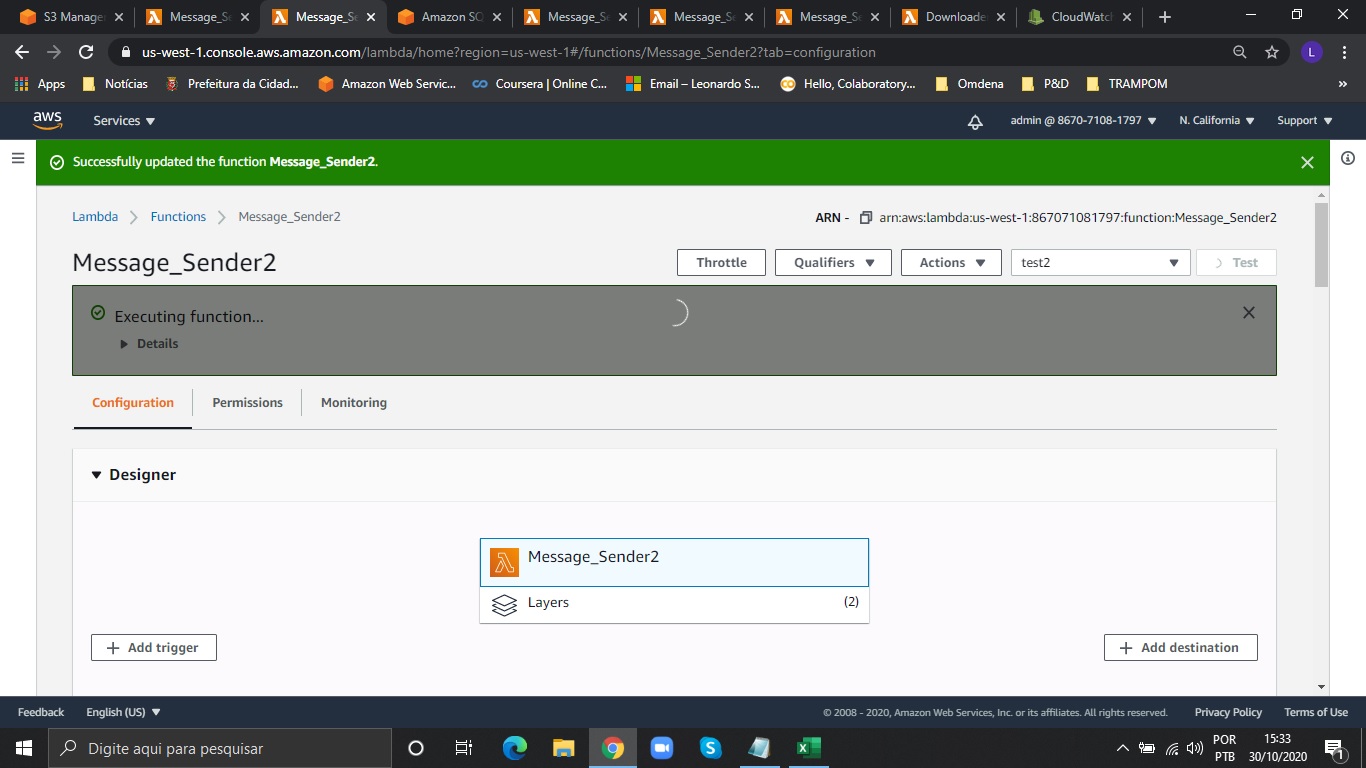 S3 Manager
Message_Se
Message_Se
Amazon SQ
Message_Se
Message_Se
Message_Se
Downloade
CloudWatch
us-west-1.console.aws.amazon.com/lambda/home?region=us-west-1#/functions/Message_Sender2?tab=configuration
L
Apps
Notícias
Prefeitura da Cidad...
Amazon Web Servic...
Coursera | Online C...
Email – Leonardo S...
Hello, Colaboratory...
Omdena
P&D
TRAMPOM
»
aws
Services
admin @ 8670-7108-1797
N. California
Support
Successfully updated the function Message_Sender2.
Lambda
Functions
Message_Sender2
ARN - arn:aws:lambda:us-west-1:867071081797:function:Message_Sender2
Message_Sender2
Throttle
Qualifiers
Actions
test2
Test
Executing function...
Details
Configuration
Permissions
Monitoring
Designer
Message_Sender2
Layers
(2)
+ Add trigger
+ Add destination
Feedback
English (US)
© 2008 - 2020, Amazon Web Services, Inc. or its affiliates. All rights reserved.
Privacy Policy
Terms of Use
Digite aqui para pesquisar
POR
PTB
15:33
30/10/2020
1